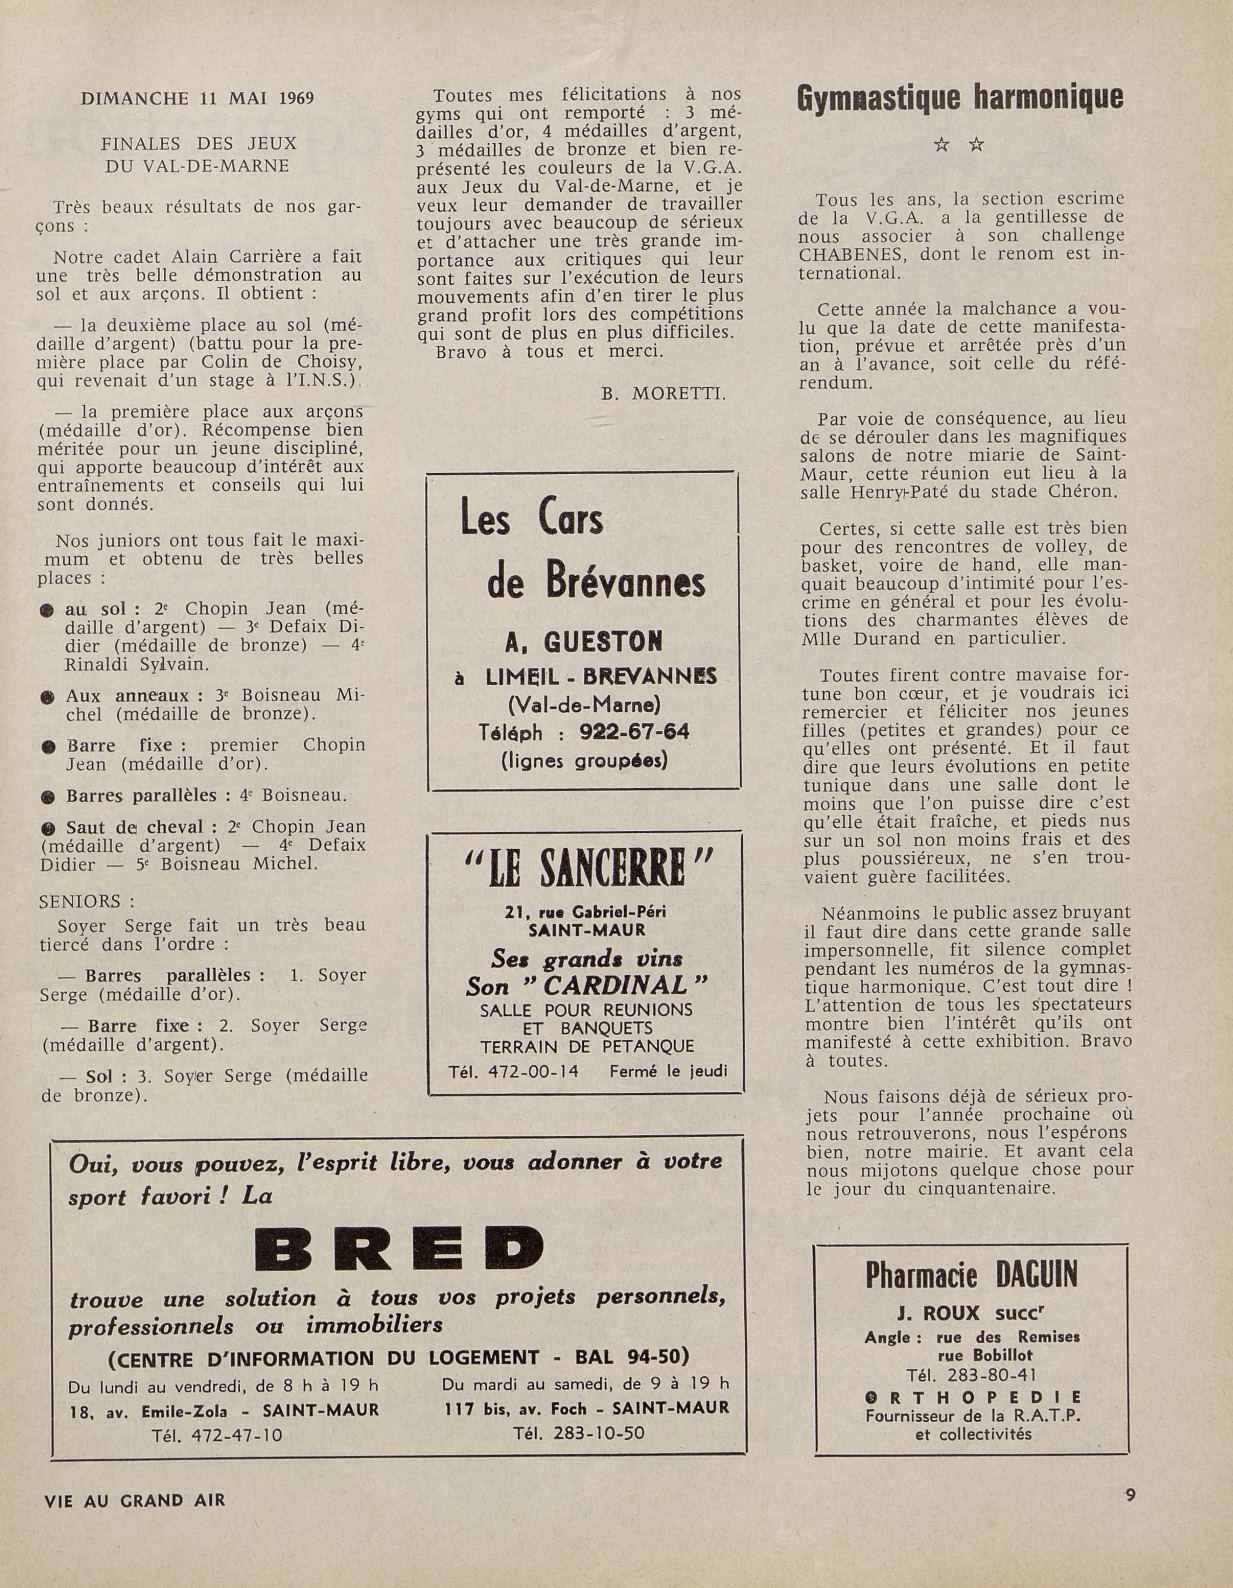 DIMANCHE 11 MAI 1969
FINALES DES JEUX
DU VAL-DE-MARNE
Très beaux résultats de nos gar-
çons :
Notre cadet Alain Carrière a fait
une très belle démonstration au
sol et aux arçons. Il obtient :
— la deuxième place au sol (mé-
daille d'argent) (battu pour la pre-
mière place par Colin de Choisy,
qui revenait d'un stage à l'I.N.S.).
— la première place aux arçons
(médaille d'or). Récompense bien
méritée pour un jeune discipliné,
qui apporte beaucoup d'intérêt aux
entraînements et conseils qui lui
sont donnés.
Nos juniors ont tous fait le maxi-
mum et obtenu de très belles
places :
● au sol : 2e Chopin Jean (mé-
daille d'argent) — 3e Defaix Di-
dier (médaille de bronze) — 4e
Rinaldi Sylvain.
● Aux anneaux : 3e Boisneau Mi-
chel (médaille de bronze).
● Barre fixe : premier Chopin
Jean (médaille d'or).
● Barres parallèles : 4e Boisneau.
● Saut de cheval : 2e Chopin Jean
(médaille d'argent) — 4e Defaix
Didier — 5e Boisneau Michel.
SENIORS :
Soyer Serge fait un très beau
tiercé dans l'ordre :
— Barres parallèles : 1. Soyer
Serge (médaille d'or).
— Barre fixe : 2. Soyer Serge
(médaille d'argent).
— Sol : 3. Soyer Serge (médaille
de bronze).
Toutes mes félicitations à nos
gyms qui ont remporté : 3 mé-
dailles d'or, 4 médailles d'argent,
3 médailles de bronze et bien re-
présenté les couleurs de la V.G.A.
aux Jeux du Val-de-Marne, et je
veux leur demander de travailler
toujours avec beaucoup de sérieux
et d'attacher une très grande im-
portance aux critiques qui leur
sont faites sur l'exécution de leurs
mouvements afin d'en tirer le plus
grand profit lors des compétitions
qui sont de plus en plus difficiles.
Bravo à tous et merci.
B. MORETTI.
Les Cars
de Brévannes
A. GUESTON
à LIMEIL - BREVANNES
(Val-de-Marne)
Téléph : 922-67-64
(lignes groupées)
"LE SANCERRE"
21, rue Gabriel-Péri
SAINT-MAUR
Ses grands vins
Son "CARDINAL"
SALLE POUR REUNIONS
ET BANQUETS
TERRAIN DE PETANQUE
Tél. 472-00-14 Fermé le jeudi
Oui, vous pouvez, l'esprit libre, vous adonner à votre
sport favori ! La
BRED
trouve une solution à tous vos projets personnels,
professionnels ou immobiliers
(CENTRE D'INFORMATION DU LOGEMENT - BAL 94-50)
Du lundi au vendredi, de 8 h à 19 h
18, av. Emile-Zola - SAINT-MAUR
Tél. 472-47-10
Du mardi au samedi, de 9 à 19 h
117 bis, av. Foch - SAINT-MAUR
Tél. 283-10-50
Gymnastique harmonique
☆ ☆
Tous les ans, la section escrime
de la V.G.A. a la gentillesse de
nous associer à son challenge
CHABENES, dont le renom est in-
ternational.
Cette année la malchance a vou-
lu que la date de cette manifesta-
tion, prévue et arrêtée près d'un
an à l'avance, soit celle du réfé-
rendum.
Par voie de conséquence, au lieu
de se dérouler dans les magnifiques
salons de notre miarie de Saint-
Maur, cette réunion eut lieu à la
salle Henry-Paté du stade Chéron.
Certes, si cette salle est très bien
pour des rencontres de volley, de
basket, voire de hand, elle man-
quait beaucoup d'intimité pour l'es-
crime en général et pour les évolu-
tions des charmantes élèves de
Mlle Durand en particulier.
Toutes firent contre mavaise for-
tune bon cœur, et je voudrais ici
remercier et féliciter nos jeunes
filles (petites et grandes) pour ce
qu'elles ont présenté. Et il faut
dire que leurs évolutions en petite
tunique dans une salle dont le
moins que l'on puisse dire c'est
qu'elle était fraîche, et pieds nus
sur un sol non moins frais et des
plus poussiéreux, ne s'en trou-
vaient guère facilitées.
Néanmoins le public assez bruyant
il faut dire dans cette grande salle
impersonnelle, fit silence complet
pendant les numéros de la gymnas-
tique harmonique. C'est tout dire !
L'attention de tous les spectateurs
montre bien l'intérêt qu'ils ont
manifesté à cette exhibition. Bravo
à toutes.
Nous faisons déjà de sérieux pro-
jets pour l'année prochaine où
nous retrouverons, nous l'espérons
bien, notre mairie. Et avant cela
nous mijotons quelque chose pour
le jour du cinquantenaire.
Pharmacie DAGUIN
J. ROUX succr
Angle : rue des Remises
rue Bobillot
Tél. 283-80-41
ORTHOPEDIE
Fournisseur de la R.A.T.P.
et collectivités
VIE AU GRAND AIR
9